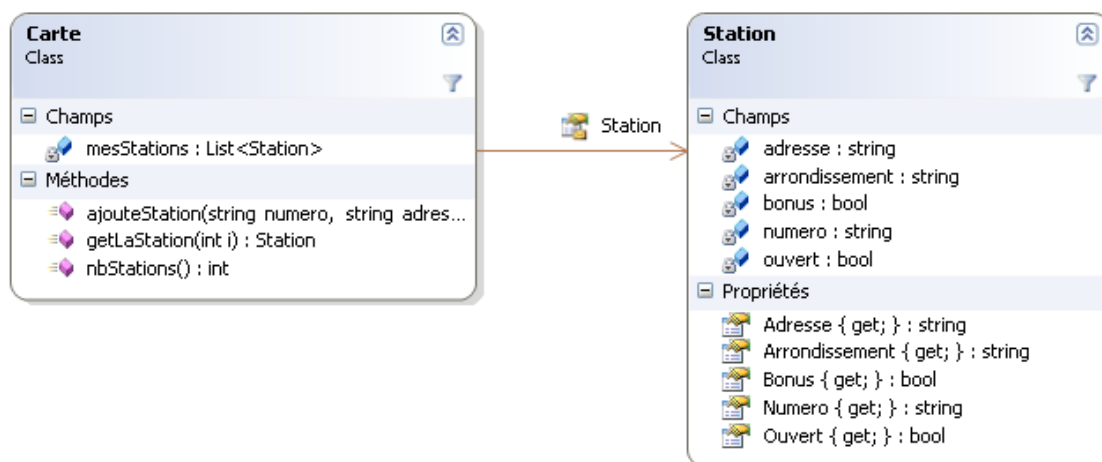 Carte
Class
Champs
mesStations : List<Station>
Méthodes
ajouteStation(string numero, string adres...
getLaStation(int i) : Station
nbStations() : int
Station
Station
Class
Champs
adresse : string
arrondissement : string
bonus : bool
numero : string
ouvert : bool
Propriétés
Adresse { get; } : string
Arrondissement { get; } : string
Bonus { get; } : bool
Numero { get; } : string
Ouvert { get; } : bool